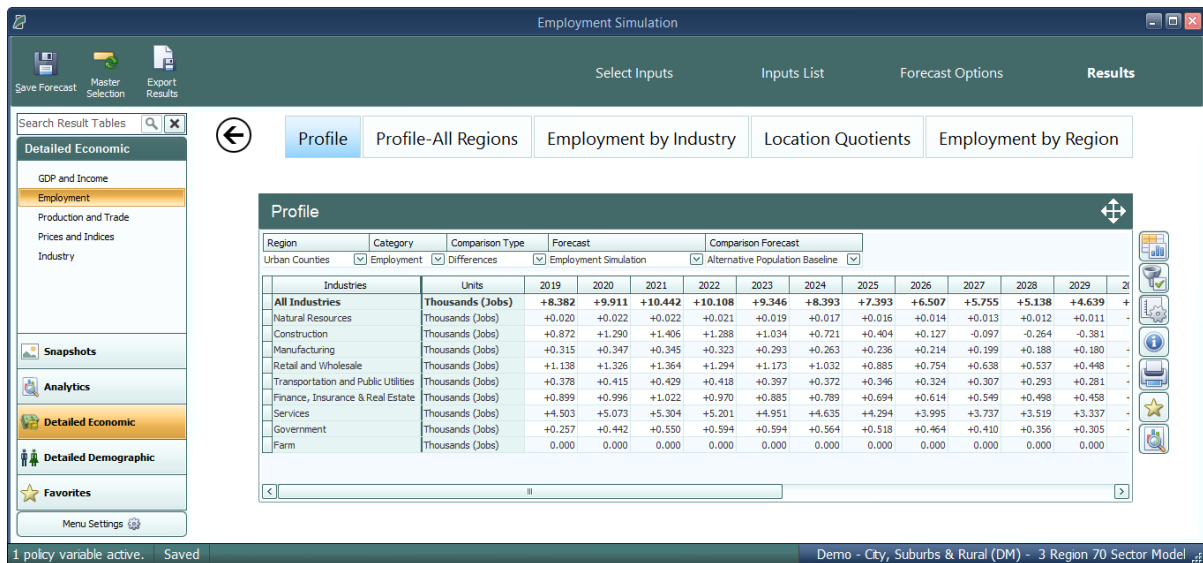 Employment Simulation
Save Forecast
Master Selection
Export Results
Select Inputs Inputs List Forecast Options Results
Search Result Tables
Detailed Economic
GDP and Income
Employment
Production and Trade
Prices and Indices
Industry
Snapshots
Analytics
Detailed Economic
Detailed Demographic
Favorites
Menu Settings
Profile Profile-All Regions Employment by Industry Location Quotients Employment by Region
Profile
Region Category Comparison Type Forecast Comparison Forecast
Urban Counties Employment Differences Employment Simulation Alternative Population Baseline
Industries Units 2019 2020 2021 2022 2023 2024 2025 2026 2027 2028 2029
All Industries Thousands (Jobs) +8.382 +9.911 +10.442 +10.108 +9.346 +8.393 +7.393 +6.507 +5.755 +5.138 +4.639
Natural Resources Thousands (Jobs) +0.020 +0.022 +0.022 +0.021 +0.019 +0.017 +0.016 +0.014 +0.013 +0.012 +0.011
Construction Thousands (Jobs) +0.872 +1.290 +1.406 +1.288 +1.034 +0.721 +0.404 +0.127 -0.097 -0.264 -0.381
Manufacturing Thousands (Jobs) +0.315 +0.347 +0.345 +0.323 +0.293 +0.263 +0.236 +0.214 +0.199 +0.188 +0.180
Retail and Wholesale Thousands (Jobs) +1.138 +1.326 +1.364 +1.294 +1.173 +1.032 +0.885 +0.754 +0.638 +0.537 +0.448
Transportation and Public Utilities Thousands (Jobs) +0.378 +0.415 +0.429 +0.418 +0.397 +0.372 +0.346 +0.324 +0.307 +0.293 +0.281
Finance, Insurance & Real Estate Thousands (Jobs) +0.899 +0.996 +1.022 +0.970 +0.885 +0.789 +0.694 +0.614 +0.549 +0.498 +0.458
Services Thousands (Jobs) +4.503 +5.073 +5.304 +5.201 +4.951 +4.635 +4.294 +3.995 +3.737 +3.519 +3.337
Government Thousands (Jobs) +0.257 +0.442 +0.550 +0.594 +0.594 +0.564 +0.518 +0.464 +0.410 +0.356 +0.305
Farm Thousands (Jobs) 0.000 0.000 0.000 0.000 0.000 0.000 0.000 0.000 0.000 0.000 0.000
1 policy variable active. Saved
Demo - City, Suburbs & Rural (DM) - 3 Region 70 Sector Model